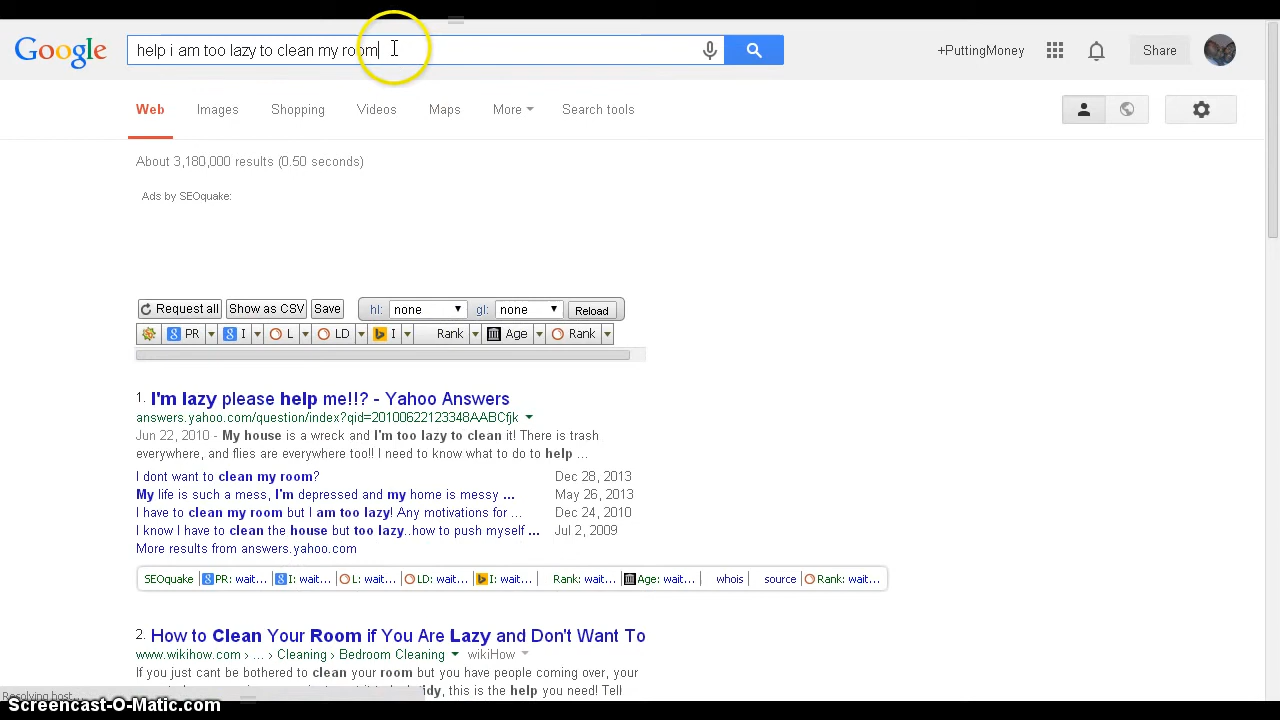 Google help i am too lazy to clean my room +PuttingMoney Share
Web Images Shopping Videos Maps More Search tools
About 3,180,000 results (0.50 seconds)
Ads by SEOquake:
Request all Show as CSV Save hl: none gl: none Reload
PR I L LD I Rank Age Rank
1. I'm lazy please help me!!? - Yahoo Answers
answers.yahoo.com/question/index?qid=20100622123348AABCfjk
Jun 22, 2010 - My house is a wreck and I'm too lazy to clean it! There is trash
everywhere, and flies are everywhere too!! I need to know what to do to help ...
I dont want to clean my room? Dec 28, 2013
My life is such a mess, I'm depressed and my home is messy ... May 26, 2013
I have to clean my room but I am too lazy! Any motivations for ... Dec 24, 2010
I know I have to clean the house but too lazy..how to push myself ... Jul 2, 2009
More results from answers.yahoo.com
SEOquake PR: wait... I: wait... L: wait... LD: wait... I: wait... Rank: wait... Age: wait... whois source Rank: wait...
2. How to Clean Your Room if You Are Lazy and Don't Want To
www.wikihow.com › ... › Cleaning › Bedroom Cleaning wikiHow
If you just cant be bothered to clean your room but you have people coming over, your
tidy, this is the help you need! Tell
Resolving host...
Screencast-O-Matic.com